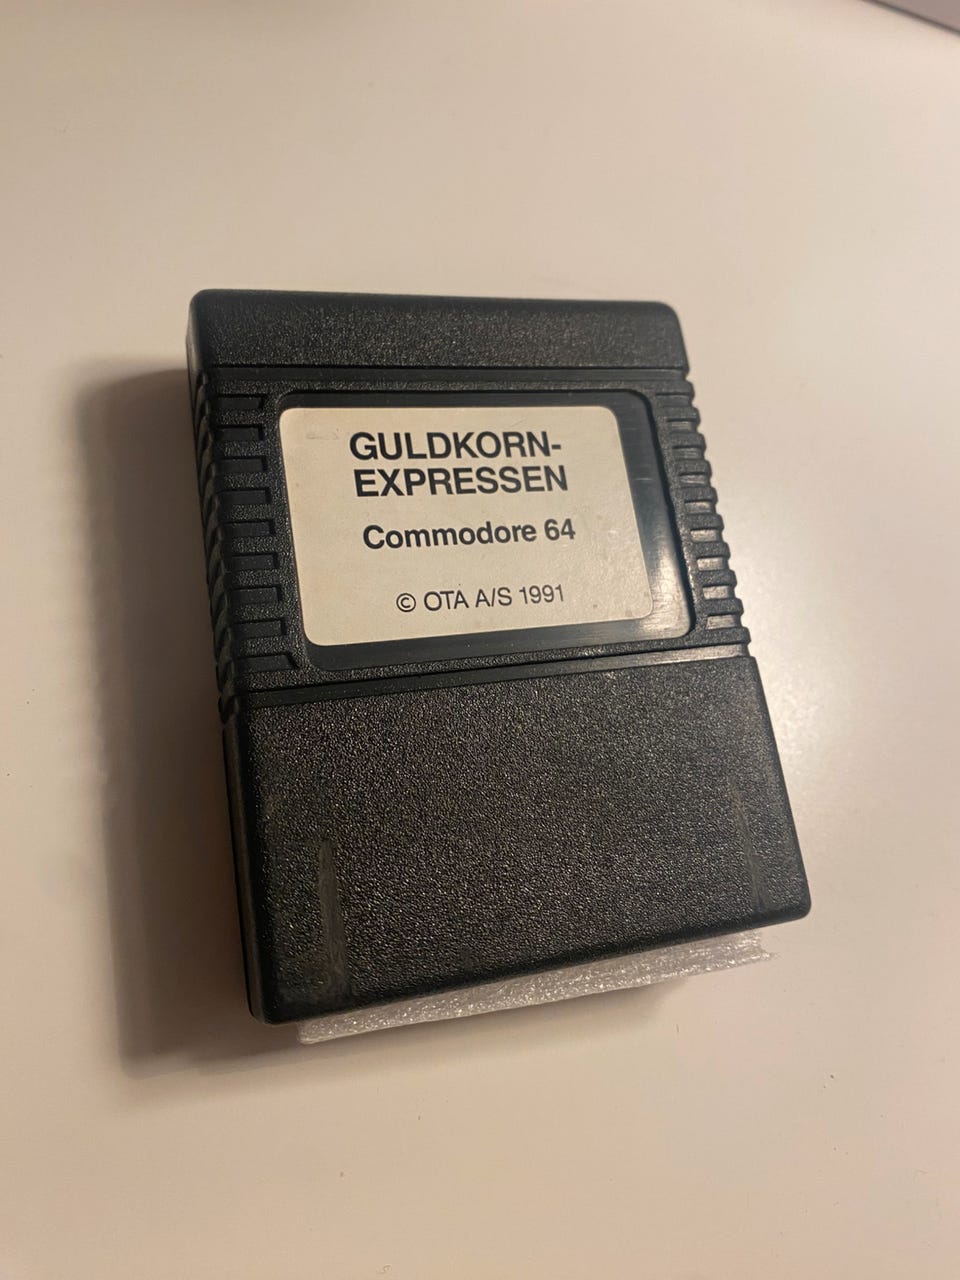 GULDKORN-
EXPRESSEN
Commodore 64
© OTA A/S 1991